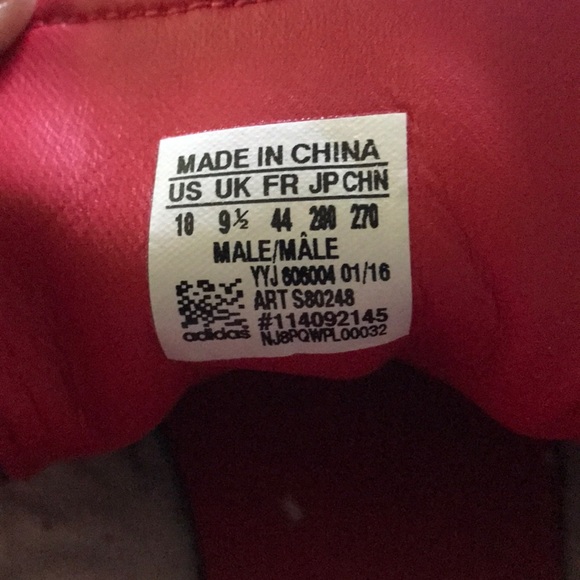 MADE IN CHINA
US UK FR JP CHN
10 9½ 44 280 270
MALE/MÂLE
YYJ 606004 01/16
ART S80248
#114092145
adidas NJ8PQWPL00032